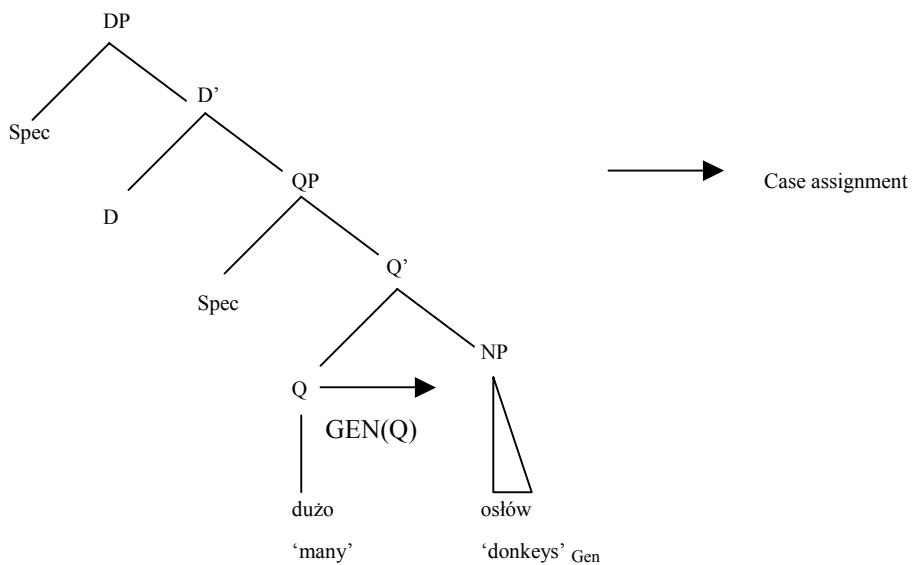 DP
D’
Spec
QP
Case assignment
D
Q’
Spec
NP
Q
GEN(Q)
dużo osłów
‘many’ ‘donkeys’ Gen